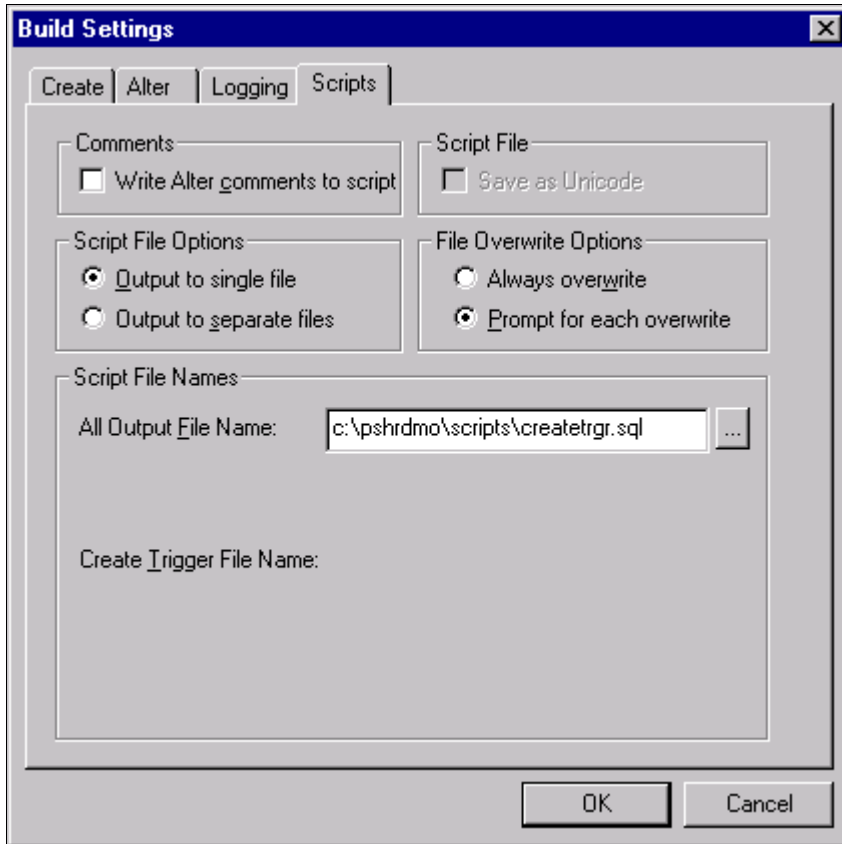 Build Settings
Create Alter Logging Scripts
Comments
Write Alter comments to script
Script File
Save as Unicode
Script File Options
Output to single file
Output to separate files
File Overwrite Options
Always overwrite
Prompt for each overwrite
Script File Names
All Output File Name: c:\pshrdmo\scripts\createtrgr.sql ...
Create Trigger File Name:
OK Cancel